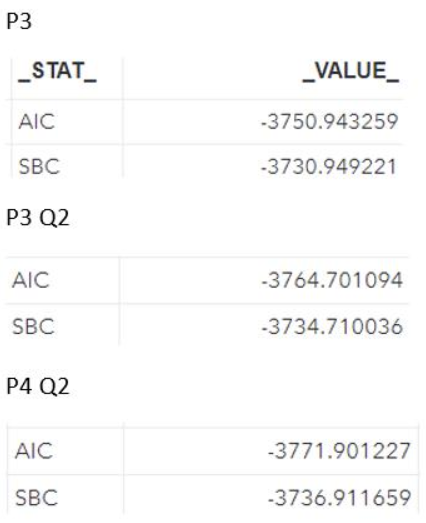 P3
_STAT_ _VALUE_
AIC -3750.943259
SBC -3730.949221
P3 Q2
AIC -3764.701094
SBC -3734.710036
P4 Q2
AIC -3771.901227
SBC -3736.911659